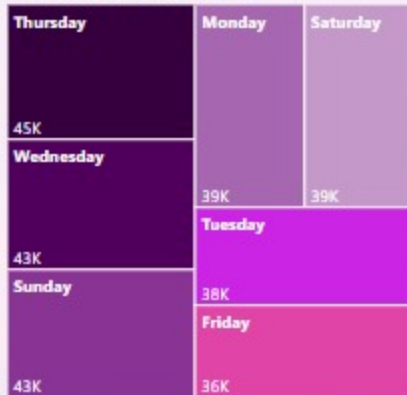 Thursday
45K
Wednesday
43K
Sunday
43K
Monday
39K
Saturday
39K
Tuesday
38K
Friday
36K